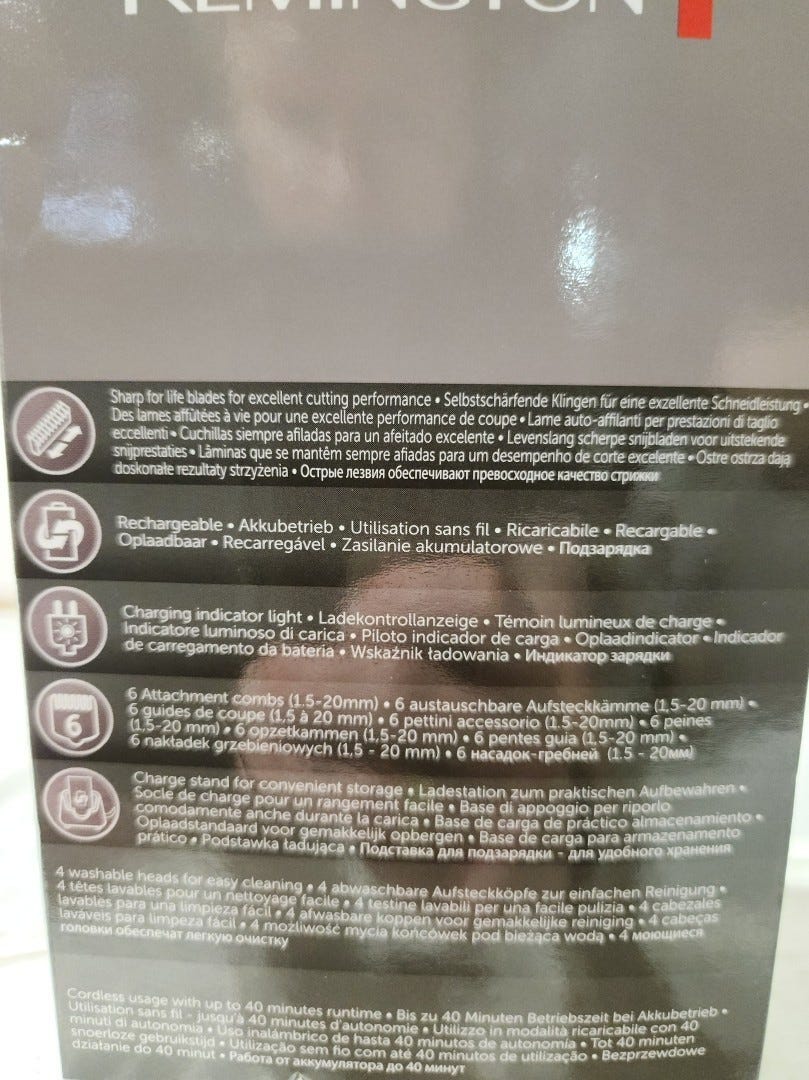 REMINGTON
Sharp for life blades for excellent cutting performance • Selbstschärfende Klingen für eine exzellente Schneidleistung •
Des lames affûtées à vie pour une excellente performance de coupe • Lame auto-affilanti per prestazioni di taglio
eccellenti • Cuchillas siempre afiladas para un afeitado excelente • Levenslang scherpe snijbladen voor uitstekende
snijprestaties • Lâminas que se mantêm sempre afiadas para um desempenho de corte excelente • Ostre ostrza dają
doskonałe rezultaty strzyżenia • Острые лезвия обеспечивают превосходное качество стрижки
Rechargeable • Akkubetrieb • Utilisation sans fil • Ricaricabile • Recargable •
Oplaadbaar • Recarregável • Zasilanie akumulatorowe • Подзарядка
Charging indicator light • Ladekontrollanzeige • Témoin lumineux de charge •
Indicatore luminoso di carica • Piloto indicador de carga • Oplaadindicator • Indicador
de carregamento da bateria • Wskaźnik ładowania • Индикатор зарядки
6
6 Attachment combs (1.5-20mm) • 6 austauschbare Aufsteckkämme (1,5-20 mm) •
6 guides de coupe (1.5 à 20 mm) • 6 pettini accessorio (1.5-20mm) • 6 peines
(1,5-20 mm) • 6 opzetkammen (1,5-20 mm) • 6 pentes guia (1,5-20 mm) •
6 nakładek grzebieniowych (1,5 - 20 mm) • 6 насадок-гребней (1.5 - 20мм)
Charge stand for convenient storage • Ladestation zum praktischen Aufbewahren •
Socle de charge pour un rangement facile • Base di appoggio per riporlo
comodamente anche durante la carica • Base de carga de práctico almacenamiento •
Oplaadstandaard voor gemakkelijk opbergen • Base de carga para armazenamento
prático • Podstawka ładująca • Подставка для подзарядки - для удобного хранения
4 washable heads for easy cleaning • 4 abwaschbare Aufsteckköpfe zur einfachen Reinigung •
4 têtes lavables pour un nettoyage facile • 4 testine lavabili per una facile pulizia • 4 cabezales
lavables para una limpieza fácil • 4 afwasbare koppen voor gemakkelijke reiniging • 4 cabeças
laváveis para limpeza fácil • 4 możliwość mycia końcówek pod bieżąca wodą • 4 моющиеся
головки обеспечат легкую очистку
Cordless usage with up to 40 minutes runtime • Bis zu 40 Minuten Betriebszeit bei Akkubetrieb •
Utilisation sans fil - jusqu'à 40 minutes d'autonomie • Utilizzo in modalità ricaricabile con 40
minuti di autonomia • Uso inalámbrico de hasta 40 minutos de autonomía • Tot 40 minuten
snoerloze gebruikstijd • Utilização sem fio com até 40 minutos de utilização • Bezprzewodowe
działanie do 40 minut • Работа от аккумулятора до 40 минут